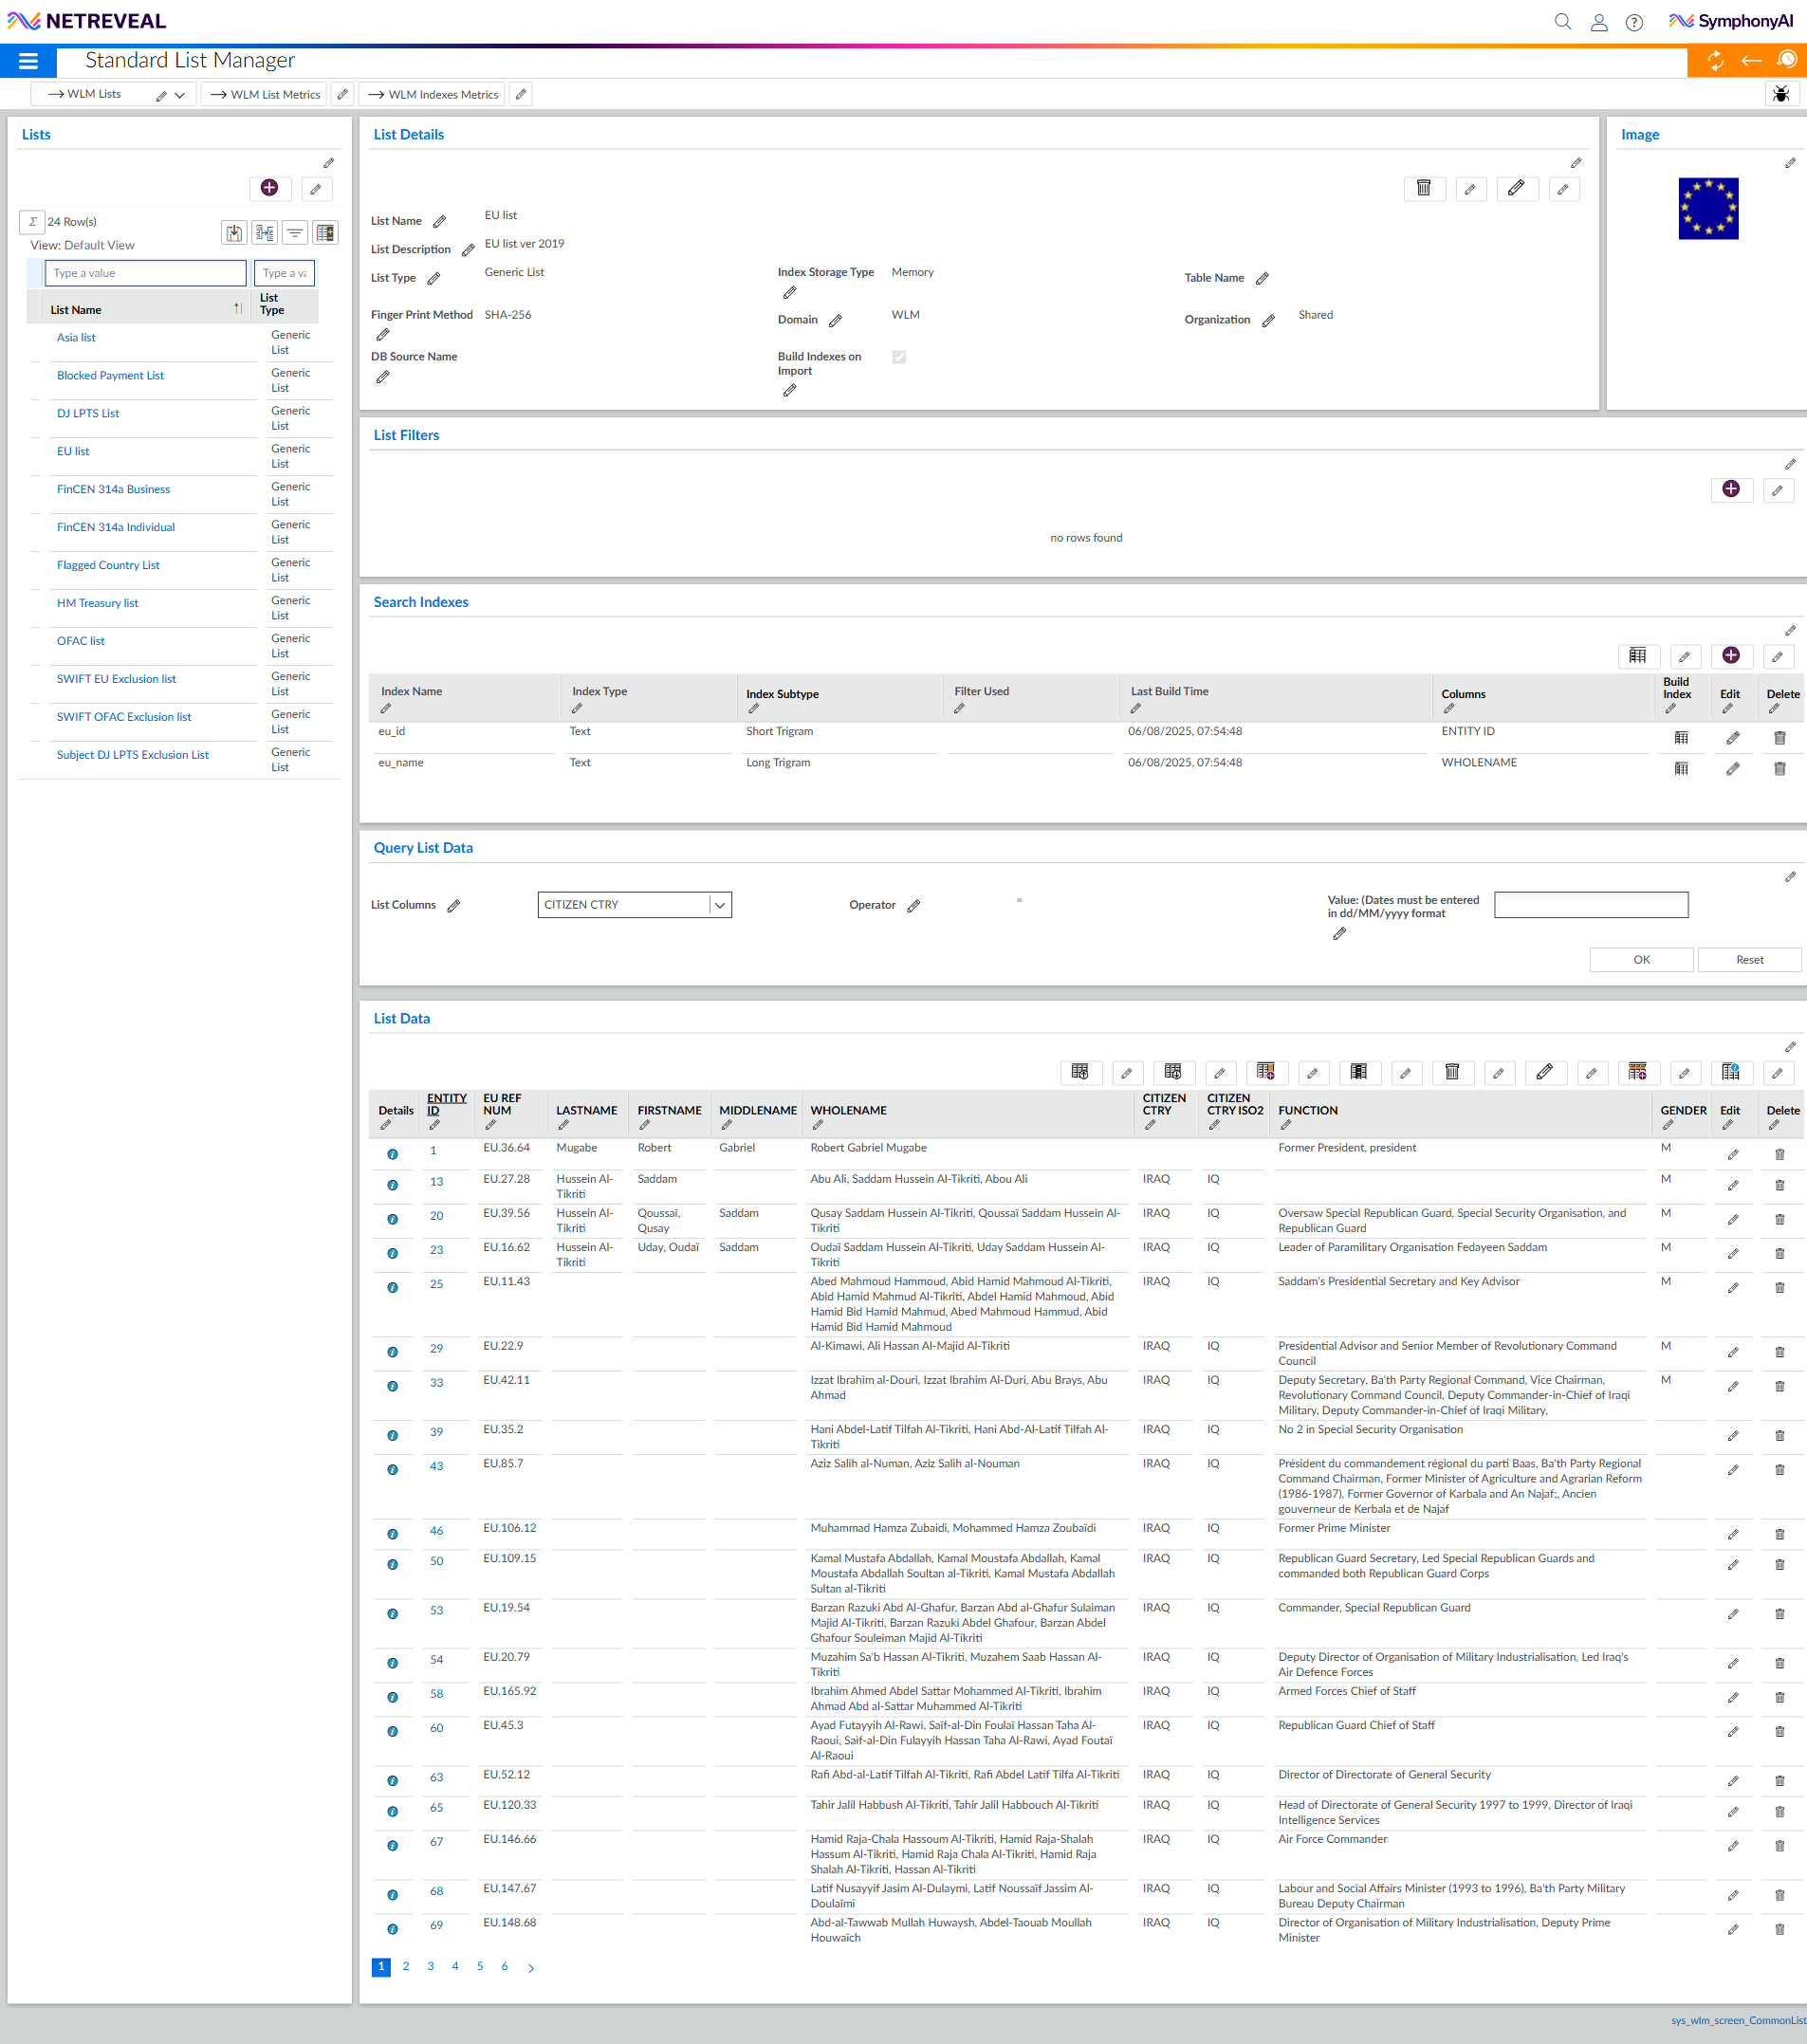 NETREVEAL
SymphonyAI
Standard List Manager
WLM Lists
WLM List Metrics
WLM Indexes Metrics
Lists
Σ 24 Row(s)
View: Default View
Type a value
Type a va
List Name List Type
Asia list Generic List
Blocked Payment List Generic List
DJ LPTS List Generic List
EU list Generic List
FinCEN 314a Business Generic List
FinCEN 314a Individual Generic List
Flagged Country List Generic List
HM Treasury list Generic List
OFAC list Generic List
SWIFT EU Exclusion list Generic List
SWIFT OFAC Exclusion list Generic List
Subject DJ LPTS Exclusion List Generic List
List Details
List Name EU list
List Description EU list ver 2019
List Type Generic List Index Storage Type Memory Table Name
Finger Print Method SHA-256 Domain WLM Organization Shared
DB Source Name Build Indexes on Import
Image
List Filters
no rows found
Search Indexes
Index Name Index Type Index Subtype Filter Used Last Build Time Columns Build Index Edit Delete
eu_id Text Short Trigram 06/08/2025, 07:54:48 ENTITY ID
eu_name Text Long Trigram 06/08/2025, 07:54:48 WHOLENAME
Query List Data
List Columns CITIZEN CTRY Operator = Value: (Dates must be entered
in dd/MM/yyyy format
OK Reset
List Data
Details ENTITY ID EU REF NUM LASTNAME FIRSTNAME MIDDLENAME WHOLENAME CITIZEN CTRY CITIZEN CTRY ISO2 FUNCTION GENDER Edit Delete
1 EU.36.64 Mugabe Robert Gabriel Robert Gabriel Mugabe Former President, president M
13 EU.27.28 Hussein Al-Tikriti Saddam Abu Ali, Saddam Hussein Al-Tikriti, Abou Ali IRAQ IQ M
20 EU.39.56 Hussein Al-Tikriti Qoussaï, Qusay Saddam Qusay Saddam Hussein Al-Tikriti, Qoussaï Saddam Hussein Al-Tikriti IRAQ IQ Oversaw Special Republican Guard, Special Security Organisation, and Republican Guard M
23 EU.16.62 Hussein Al-Tikriti Uday, Oudaï Saddam Oudaï Saddam Hussein Al-Tikriti, Uday Saddam Hussein Al-Tikriti IRAQ IQ Leader of Paramilitary Organisation Fedayeen Saddam M
25 EU.11.43 Abed Mahmoud Hammoud, Abid Hamid Mahmoud Al-Tikriti, Abid Hamid Mahmud Al-Tikriti, Abdel Hamid Mahmoud, Abid Hamid Bid Hamid Mahmud, Abed Mahmoud Hammud, Abid Hamid Bid Hamid Mahmoud IRAQ IQ Saddam's Presidential Secretary and Key Advisor M
29 EU.22.9 Al-Kimawi, Ali Hassan Al-Majid Al-Tikriti IRAQ IQ Presidential Advisor and Senior Member of Revolutionary Command Council M
33 EU.42.11 Izzat Ibrahim al-Douri, Izzat Ibrahim Al-Duri, Abu Brays, Abu Ahmad IRAQ IQ Deputy Secretary, Ba'th Party Regional Command, Vice Chairman, Revolutionary Command Council, Deputy Commander-in-Chief of Iraqi Military, Deputy Commander-in-Chief of Iraqi Military, M
39 EU.35.2 Hani Abdel-Latif Tilfah Al-Tikriti, Hani Abd-Al-Latif Tilfah Al-Tikriti IRAQ IQ No 2 in Special Security Organisation
43 EU.85.7 Aziz Salih al-Numan, Aziz Salih al-Nouman IRAQ IQ Président du commandement régional du parti Baas, Ba'th Party Regional Command Chairman, Former Minister of Agriculture and Agrarian Reform (1986-1987), Former Governor of Karbala and An Najaf;, Ancien gouverneur de Kerbala et de Najaf
46 EU.106.12 Muhammad Hamza Zubaidi, Mohammed Hamza Zoubaïdi IRAQ IQ Former Prime Minister
50 EU.109.15 Kamal Mustafa Abdallah, Kamal Moustafa Abdallah, Kamal Moustafa Abdallah Soultan al-Tikriti, Kamal Mustafa Abdallah Sultan al-Tikriti IRAQ IQ Republican Guard Secretary, Led Special Republican Guards and commanded both Republican Guard Corps
53 EU.19.54 Barzan Razuki Abd Al-Ghafur, Barzan Abd al-Ghafur Sulaiman Majid Al-Tikriti, Barzan Razuki Abdel Ghafour, Barzan Abdel Ghafour Souleiman Majid Al-Tikriti IRAQ IQ Commander, Special Republican Guard
54 EU.20.79 Muzahim Sa'b Hassan Al-Tikriti, Muzahem Saab Hassan Al-Tikriti IRAQ IQ Deputy Director of Organisation of Military Industrialisation, Led Iraq's Air Defence Forces
58 EU.165.92 Ibrahim Ahmed Abdel Sattar Mohammed Al-Tikriti, Ibrahim Ahmad Abd al-Sattar Muhammed Al-Tikriti IRAQ IQ Armed Forces Chief of Staff
60 EU.45.3 Ayad Futayyih Al-Rawi, Saïf-al-Din Foulaï Hassan Taha Al-Raoui, Saif-al-Din Fulayyih Hassan Taha Al-Rawi, Ayad Foutaï Al-Raoui IRAQ IQ Republican Guard Chief of Staff
63 EU.52.12 Rafi Abd-al-Latif Tilfah Al-Tikriti, Rafi Abdel Latif Tilfa Al-Tikriti IRAQ IQ Director of Directorate of General Security
65 EU.120.33 Tahir Jalil Habbush Al-Tikriti, Tahir Jalil Habbouch Al-Tikriti IRAQ IQ Head of Directorate of General Security 1997 to 1999, Director of Iraqi Intelligence Services
67 EU.146.66 Hamid Raja-Chala Hassoum Al-Tikriti, Hamid Raja-Shalah Hassum Al-Tikriti, Hamid Raja Chala Al-Tikriti, Hamid Raja Shalah Al-Tikriti, Hassan Al-Tikriti IRAQ IQ Air Force Commander
68 EU.147.67 Latif Nusayyif Jasim Al-Dulaymi, Latif Noussaïf Jassim Al-Doulaïmi IRAQ IQ Labour and Social Affairs Minister (1993 to 1996), Ba'th Party Military Bureau Deputy Chairman
69 EU.148.68 Abd-al-Tawwab Mullah Huwaysh, Abdel-Taouab Moullah Houwaïch IRAQ IQ Director of Organisation of Military Industrialisation, Deputy Prime Minister
1 2 3 4 5 6
sys_wlm_screen_CommonList